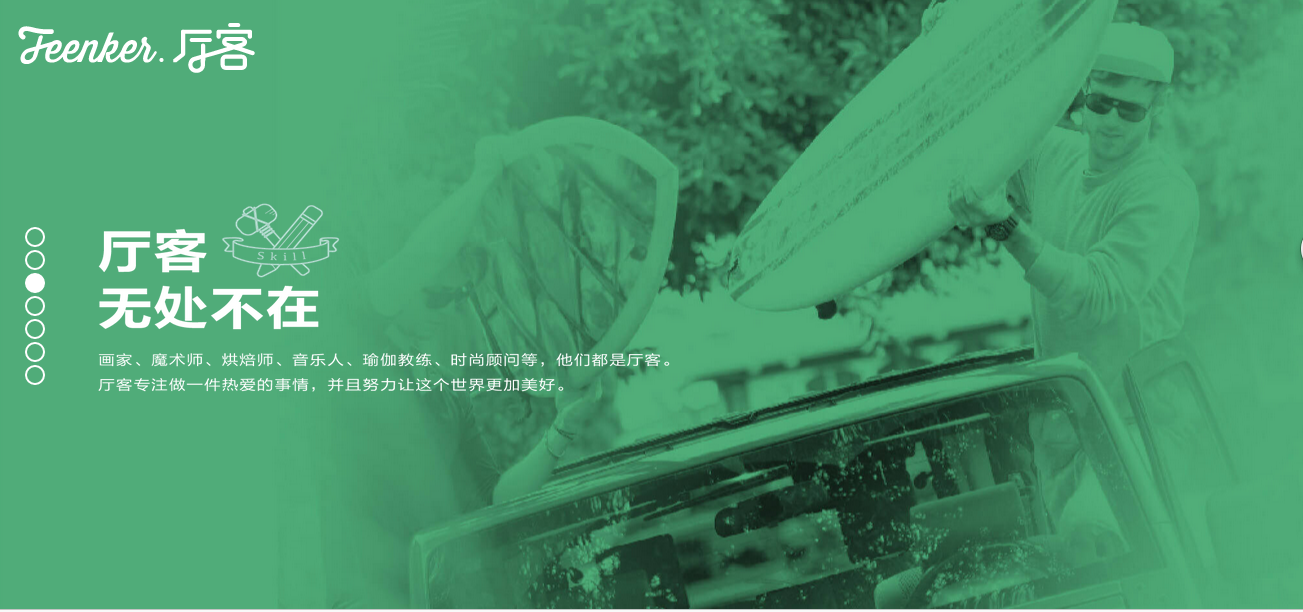 Feenker. 厅客
厅客
Skill
无处不在
画家、魔术师、烘焙师、音乐人、瑜伽教练、时尚顾问等，他们都是厅客。
厅客专注做一件热爱的事情，并且努力让这个世界更加美好。